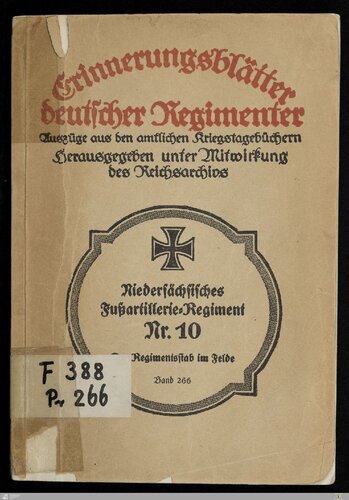 Erinnerungsblätter
deutscher Regimenter
Auszüge aus den amtlichen Kriegstagebüchern
Herausgegeben unter Mitwirkung
des Reichsarchivs
Niedersächsisches
Fußartillerie-Regiment
Nr. 10
Regimentsstab im Felde
Band 266
F 388
Pr 266